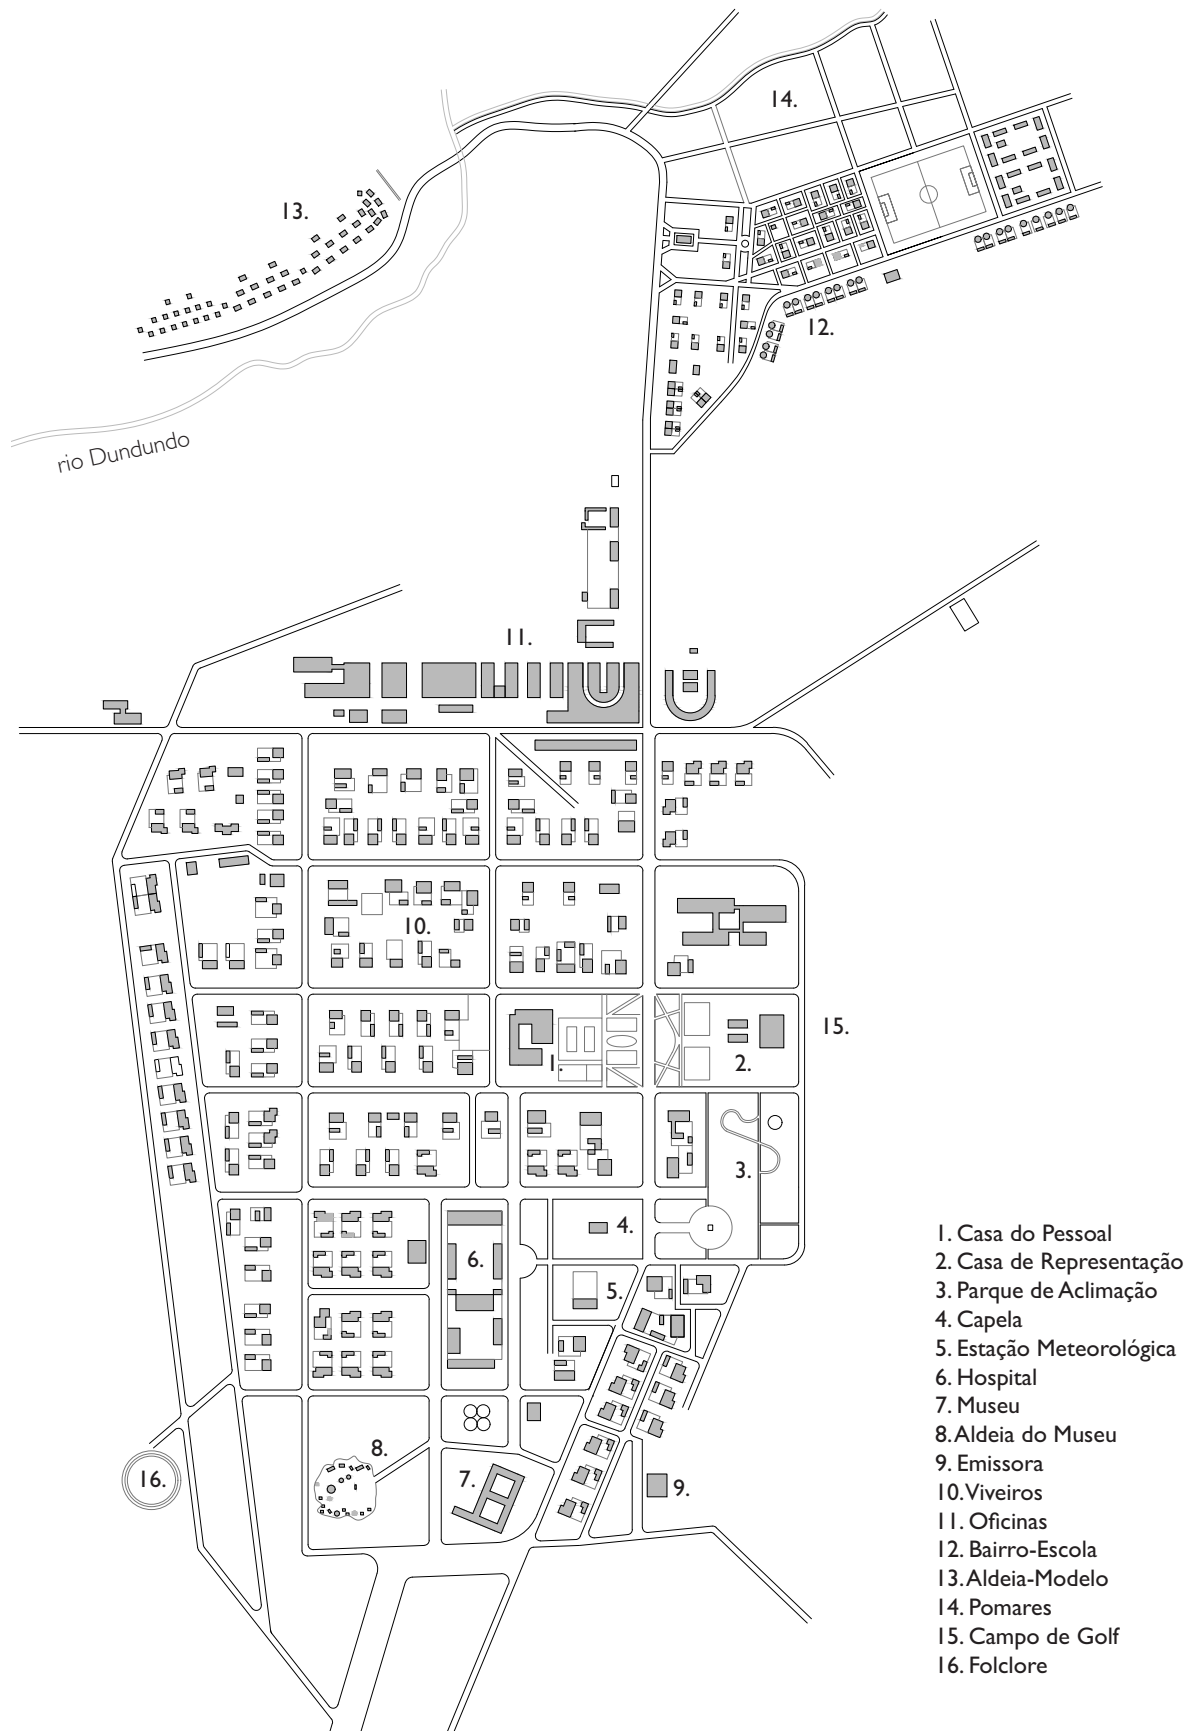 14.
13.
12.
rio Dundundo
11.
10.
15.
1.
2.
3.
4.
6.
5.
8.
7.
9.
16.
1. Casa do Pessoal
2. Casa de Representação
3. Parque de Aclimação
4. Capela
5. Estação Meteorológica
6. Hospital
7. Museu
8. Aldeia do Museu
9. Emissora
10. Viveiros
11. Oficinas
12. Bairro-Escola
13. Aldeia-Modelo
14. Pomares
15. Campo de Golf
16. Folclore